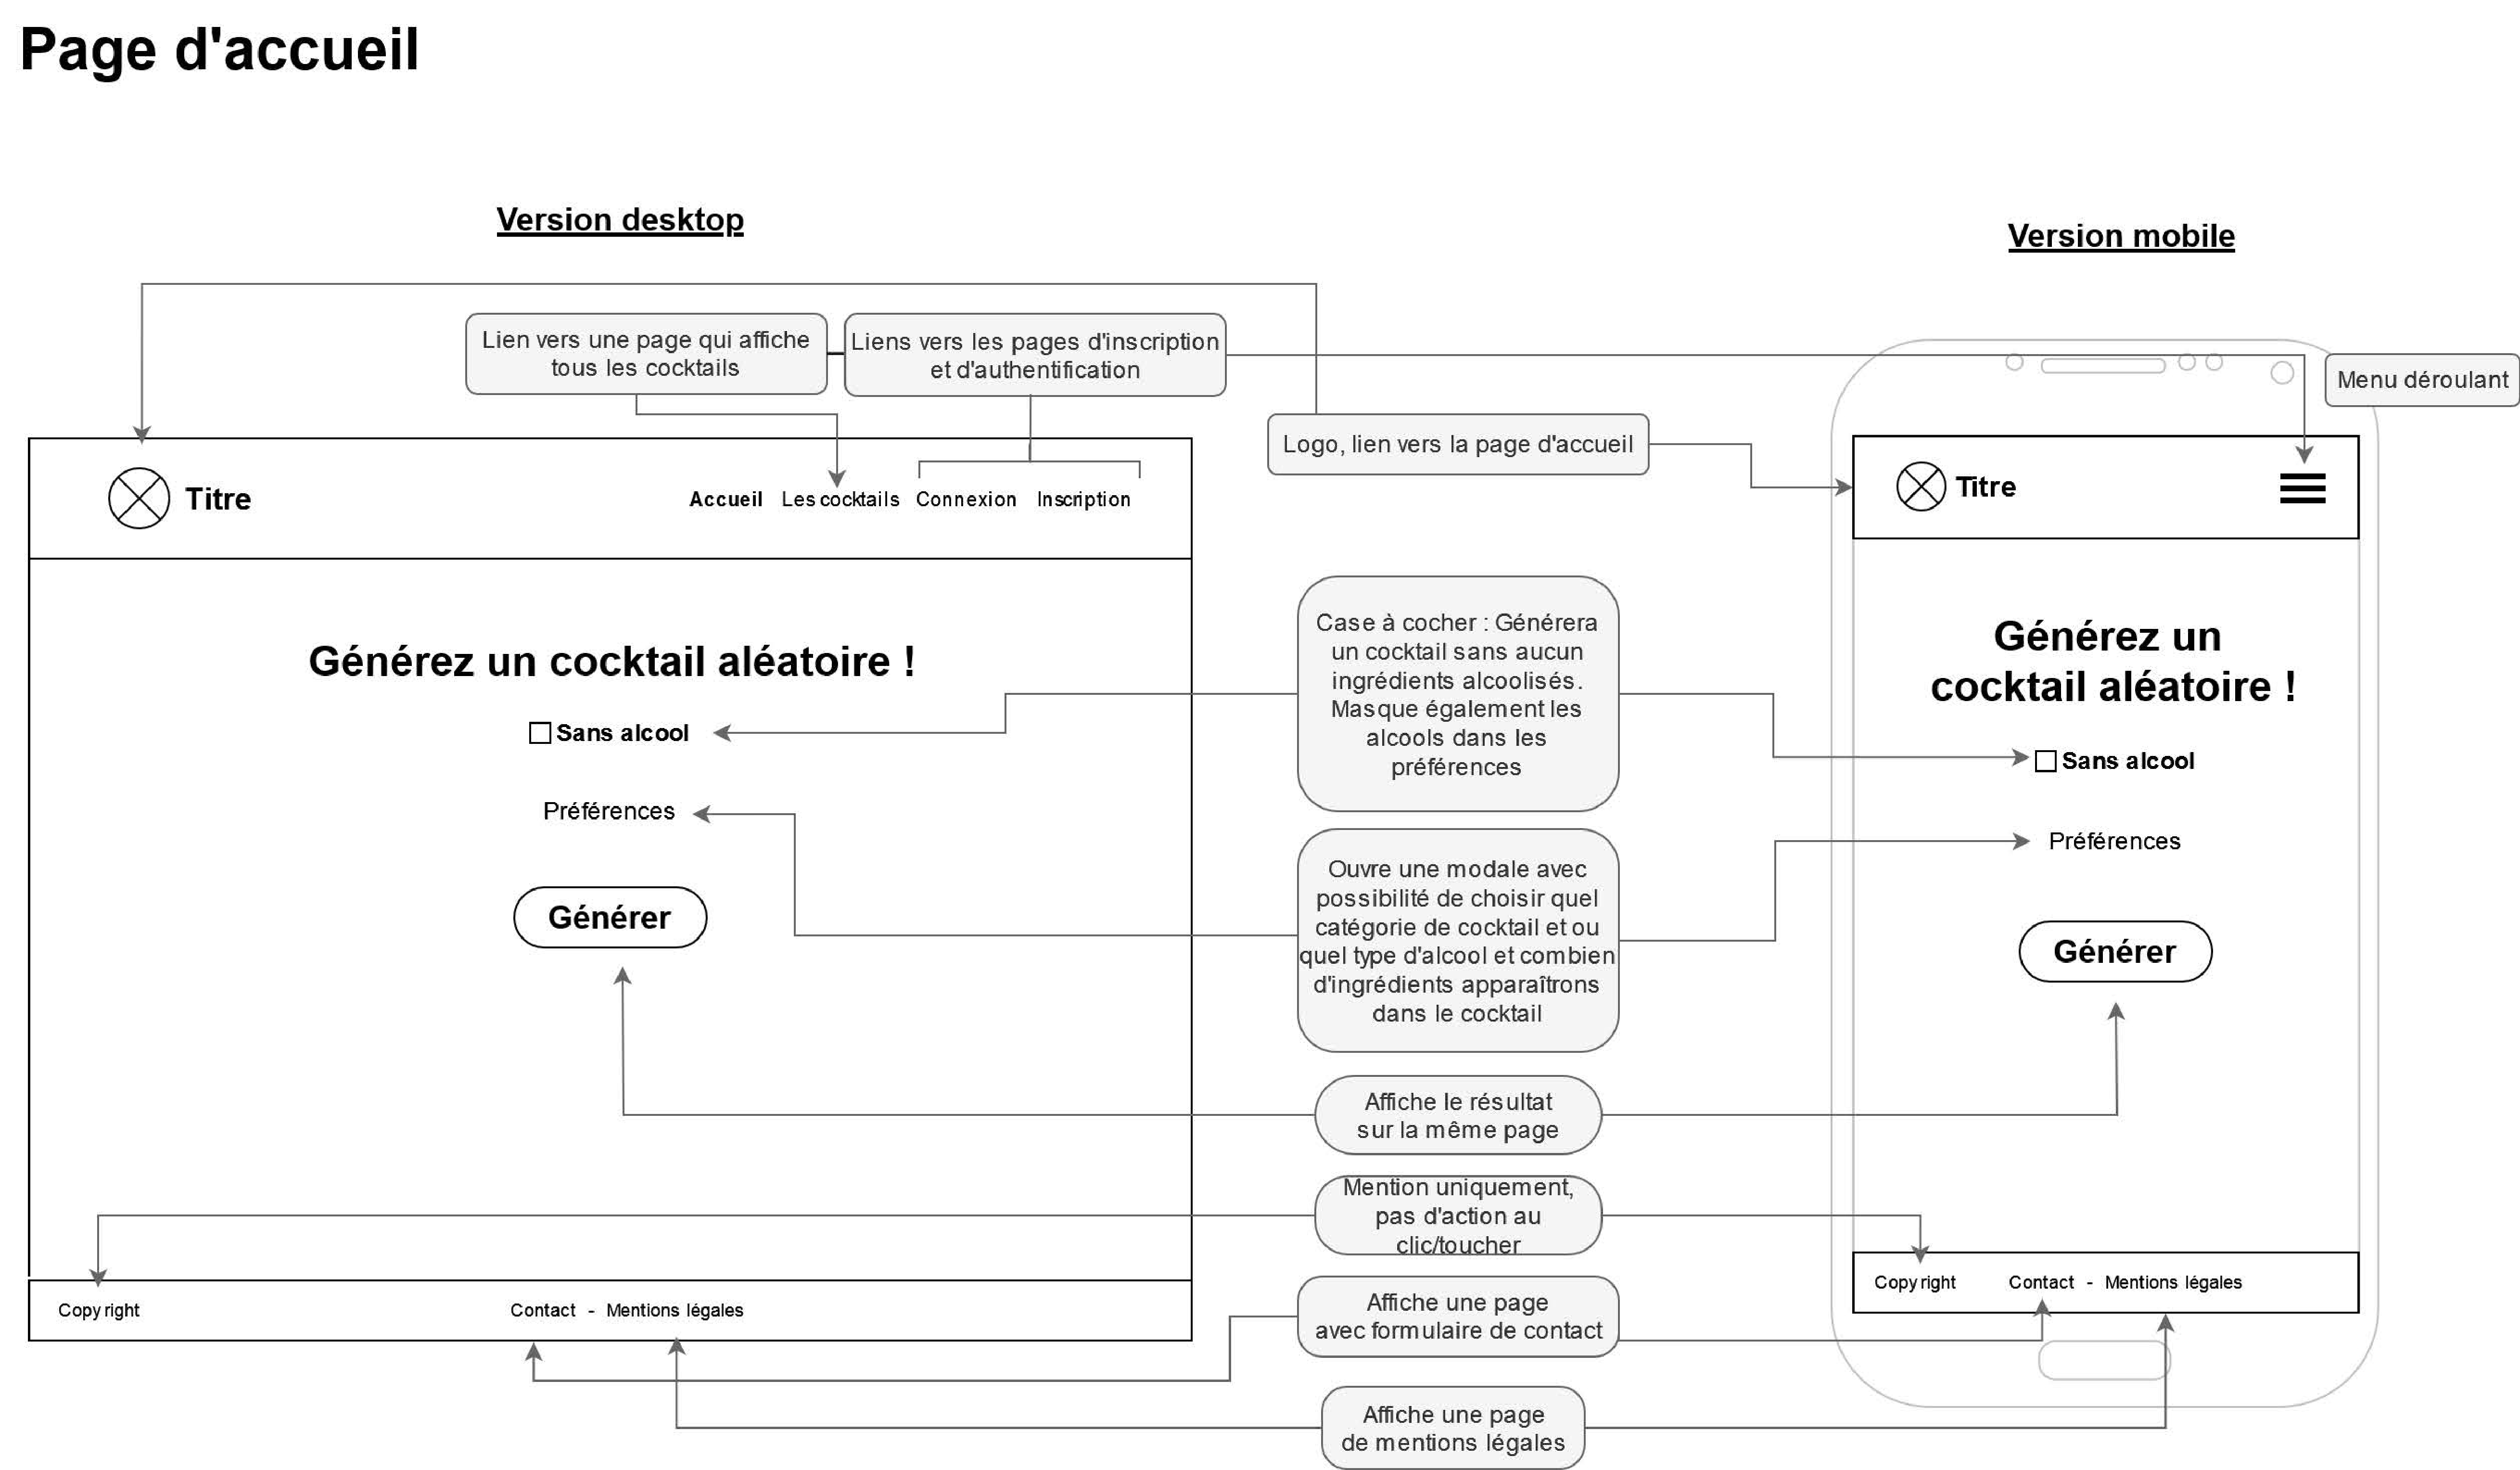 Page d'accueil
Version desktop
Version mobile
Lien vers une page qui affiche
tous les cocktails
Liens vers les pages d'inscription
et d'authentification
Menu déroulant
Logo, lien vers la page d'accueil
Titre
Accueil
Les cocktails
Connexion
Inscription
Titre
Générez un cocktail aléatoire !
Sans alcool
Préférences
Générer
Case à cocher : Générera
un cocktail sans aucun
ingrédients alcoolisés.
Masque également les
alcools dans les
préférences
Ouvre une modale avec
possibilité de choisir quel
catégorie de cocktail et ou
quel type d'alcool et combien
d'ingrédients apparaîtrons
dans le cocktail
Affiche le résultat
sur la même page
Mention uniquement,
pas d'action au
clic/toucher
Affiche une page
avec formulaire de contact
Affiche une page
de mentions légales
Générez un
cocktail aléatoire !
Sans alcool
Préférences
Générer
Copyright
Contact - Mentions légales
Copyright
Contact - Mentions légales